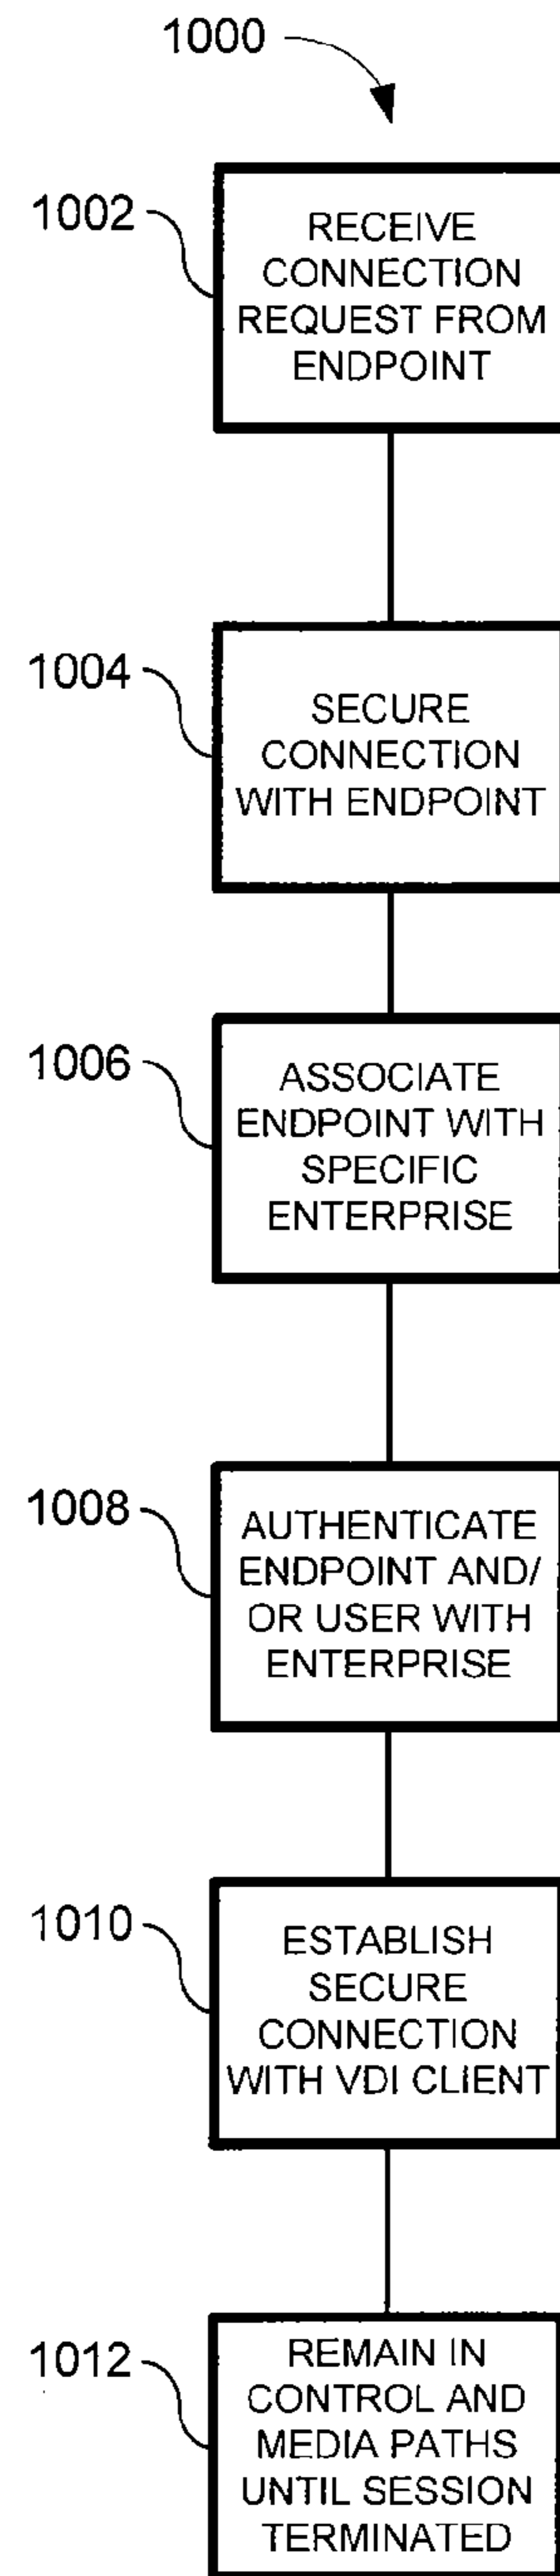 1000
1002
RECEIVE
CONNECTION
REQUEST FROM
ENDPOINT
1004
SECURE
CONNECTION
WITH ENDPOINT
1006
ASSOCIATE
ENDPOINT WITH
SPECIFIC
ENTERPRISE
1008
AUTHENTICATE
ENDPOINT AND/
OR USER WITH
ENTERPRISE
1010
ESTABLISH
SECURE
CONNECTION
WITH VDI CLIENT
1012
REMAIN IN
CONTROL AND
MEDIA PATHS
UNTIL SESSION
TERMINATED